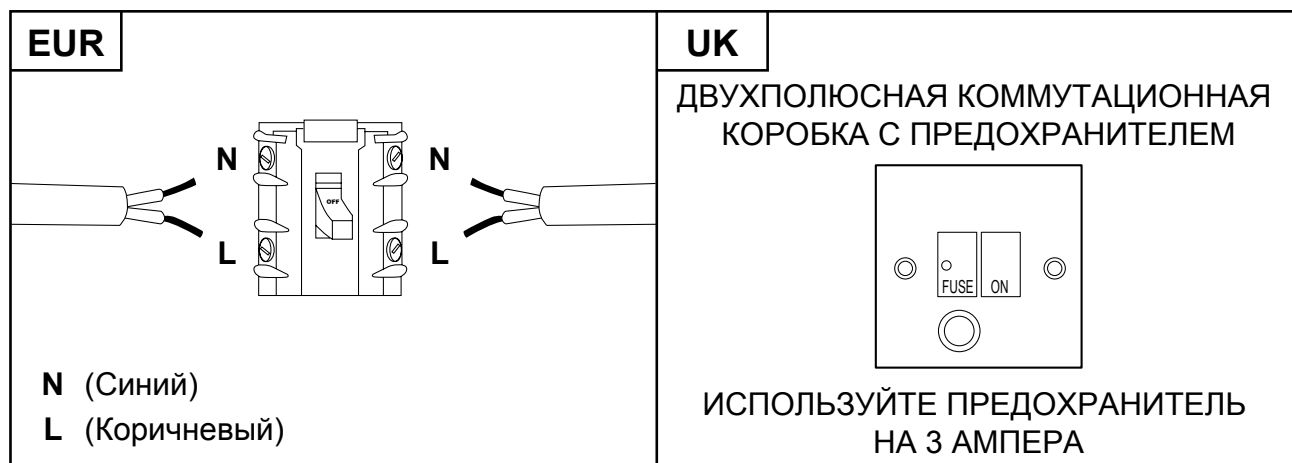 EUR
N
N
OFF
L
L
N (Синий)
L (Коричневый)
UK
ДВУХПОЛЮСНАЯ КОММУТАЦИОННАЯ
КОРОБКА С ПРЕДОХРАНИТЕЛЕМ
FUSE ON
ИСПОЛЬЗУЙТЕ ПРЕДОХРАНИТЕЛЬ
НА 3 АМПЕРА